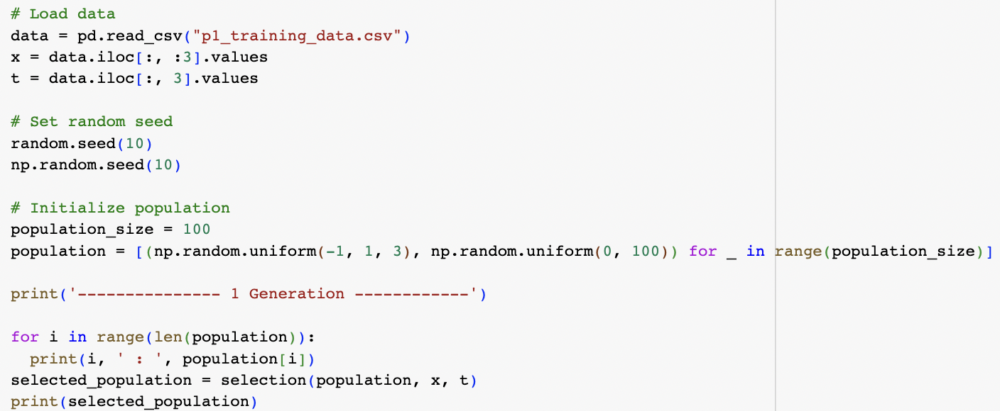 # Load data
data = pd.read_csv("p1_training_data.csv")
x = data.iloc[:, :3].values
t = data.iloc[:, 3].values
# Set random seed
random.seed(10)
np.random.seed(10)
# Initialize population
population_size = 100
population = [(np.random.uniform(-1, 1, 3), np.random.uniform(0, 100)) for _ in range(population_size)]
print('--------------- 1 Generation ------------')
for i in range(len(population)):
  print(i, ' : ', population[i])
selected_population = selection(population, x, t)
print(selected_population)